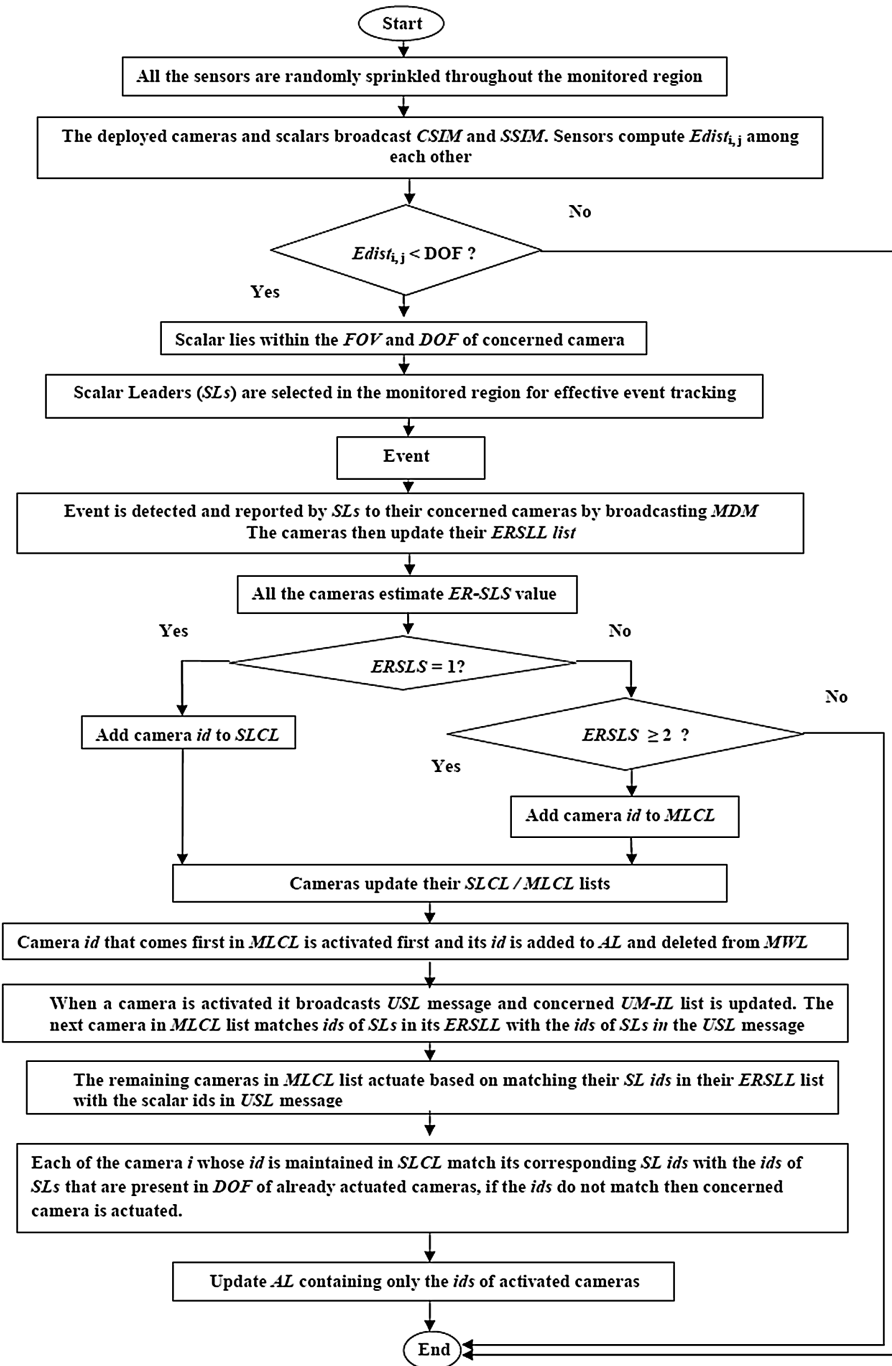 Start
All the sensors are randomly sprinkled throughout the monitored region
The deployed cameras and scalars broadcast CSIM and SSIM. Sensors compute Edist i, j among
each other
No
Edist i, j < DOF ?
Yes
Scalar lies within the FOV and DOF of concerned camera
Scalar Leaders (SLs) are selected in the monitored region for effective event tracking
Event
Event is detected and reported by SLs to their concerned cameras by broadcasting MDM
The cameras then update their ERSLL list
All the cameras estimate ER-SLS value
Yes
No
ERSLS = 1?
No
Add camera id to SLCL
ERSLS ≥ 2 ?
Yes
Add camera id to MLCL
Cameras update their SLCL / MLCL lists
Camera id that comes first in MLCL is activated first and its id is added to AL and deleted from MWL
When a camera is activated it broadcasts USL message and concerned UM-IL list is updated. The
next camera in MLCL list matches ids of SLs in its ERSLL with the ids of SLs in the USL message
The remaining cameras in MLCL list actuate based on matching their SL ids in their ERSLL list
with the scalar ids in USL message
Each of the camera i whose id is maintained in SLCL match its corresponding SL ids with the ids of
SLs that are present in DOF of already actuated cameras, if the ids do not match then concerned
camera is actuated.
Update AL containing only the ids of activated cameras
End